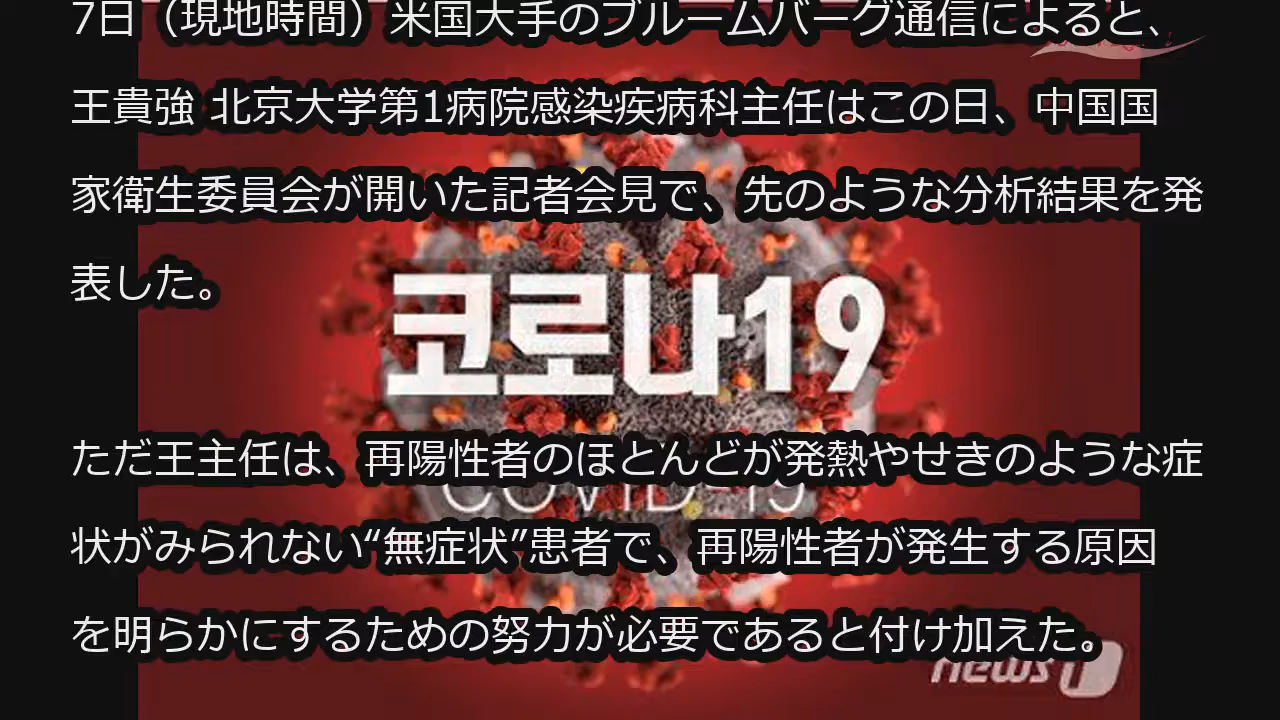 7日（現地時間）米国大手のブルームバーグ通信によると、
王貴強 北京大学第1病院感染疾病科主任はこの日、中国国
家衛生委員会が開いた記者会見で、先のような分析結果を発
表した。
코로나19
ただ王主任は、再陽性者のほとんどが発熱やせきのような症
COVID-19
状がみられない“無症状”患者で、再陽性者が発生する原因
を明らかにするための努力が必要であると付け加えた。
news1